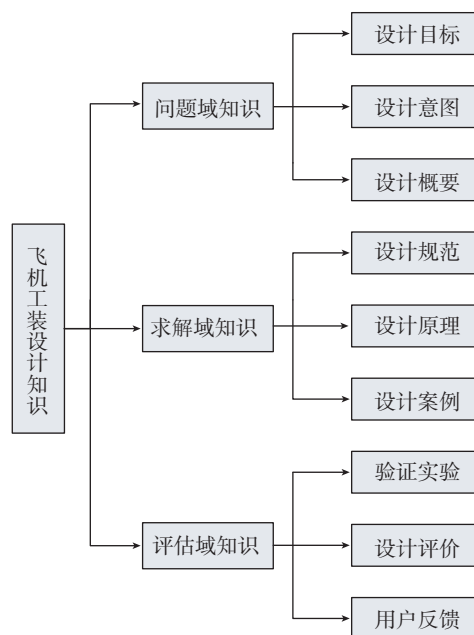 飞机工装设计知识
问题域知识
设计目标
设计意图
设计概要
求解域知识
设计规范
设计原理
设计案例
评估域知识
验证实验
设计评价
用户反馈